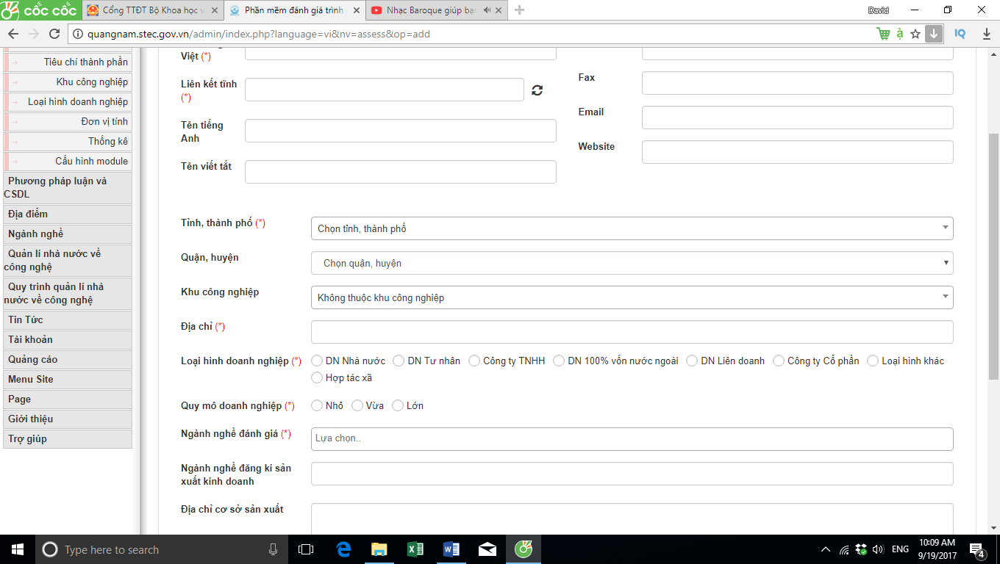 cốc cốc
Cổng TTĐT Bộ Khoa học v
Phần mềm đánh giá trình
Nhạc Baroque giúp bạn
David
quangnam.stec.gov.vn/admin/index.php?language=vi&nv=assess&op=add
IQ
Tiêu chí thành phần
Khu công nghiệp
Loại hình doanh nghiệp
Đơn vị tính
Thống kê
Cấu hình module
Phương pháp luận và
CSDL
Địa điểm
Ngành nghề
Quản lí nhà nước về
công nghệ
Quy trình quản lí nhà
nước về công nghệ
Tin Tức
Tài khoản
Quảng cáo
Menu Site
Page
Giới thiệu
Trợ giúp
Việt (*)
Liên kết tĩnh
(*)
Tên tiếng
Anh
Tên viết tắt
Fax
Email
Website
Tỉnh, thành phố (*)
Chọn tỉnh, thành phố
Quận, huyện
Chọn quận, huyện
Khu công nghiệp
Không thuộc khu công nghiệp
Địa chỉ (*)
Loại hình doanh nghiệp (*) DN Nhà nước DN Tư nhân Công ty TNHH DN 100% vốn nước ngoài DN Liên doanh Công ty Cổ phần Loại hình khác
Hợp tác xã
Quy mô doanh nghiệp (*) Nhỏ Vừa Lớn
Ngành nghề đánh giá (*)
Lựa chọn..
Ngành nghề đăng kí sản
xuất kinh doanh
Địa chỉ cơ sở sản xuất
Type here to search
ENG
10:09 AM
9/19/2017
4